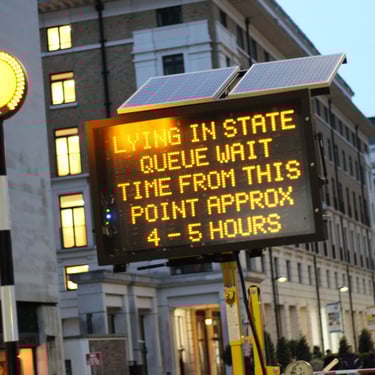 LYING IN STATE
QUEUE WAIT
TIME FROM THIS
POINT APPROX
4 - 5 HOURS